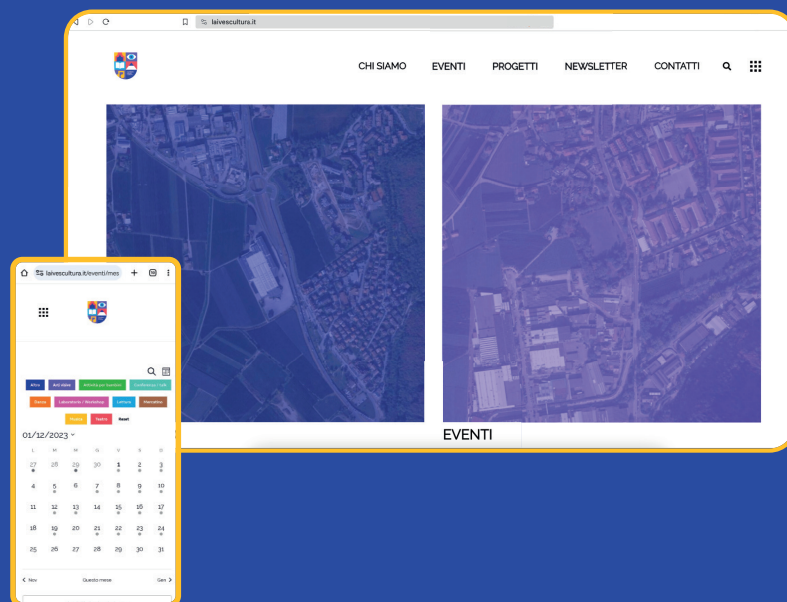 laivescultura.it
CHI SIAMO EVENTI PROGETTI NEWSLETTER CONTATTI
EVENTI
laivescultura.it/eventi/mes
Altro Arti visive Attività per bambini Conferenza / talk
Danza Laboratorio / Workshop Lettura Mercatino
Musica Teatro Reset
01/12/2023
L M M G V S D
27 28 29 30 1 2 3
4 5 6 7 8 9 10
11 12 13 14 15 16 17
18 19 20 21 22 23 24
25 26 27 28 29 30 31
Nov Questo mese Gen